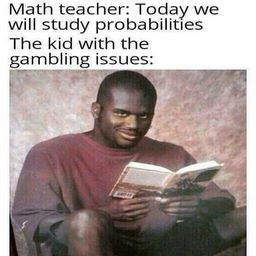 Math teacher: Today we
will study probabilities
The kid with the
gambling issues: